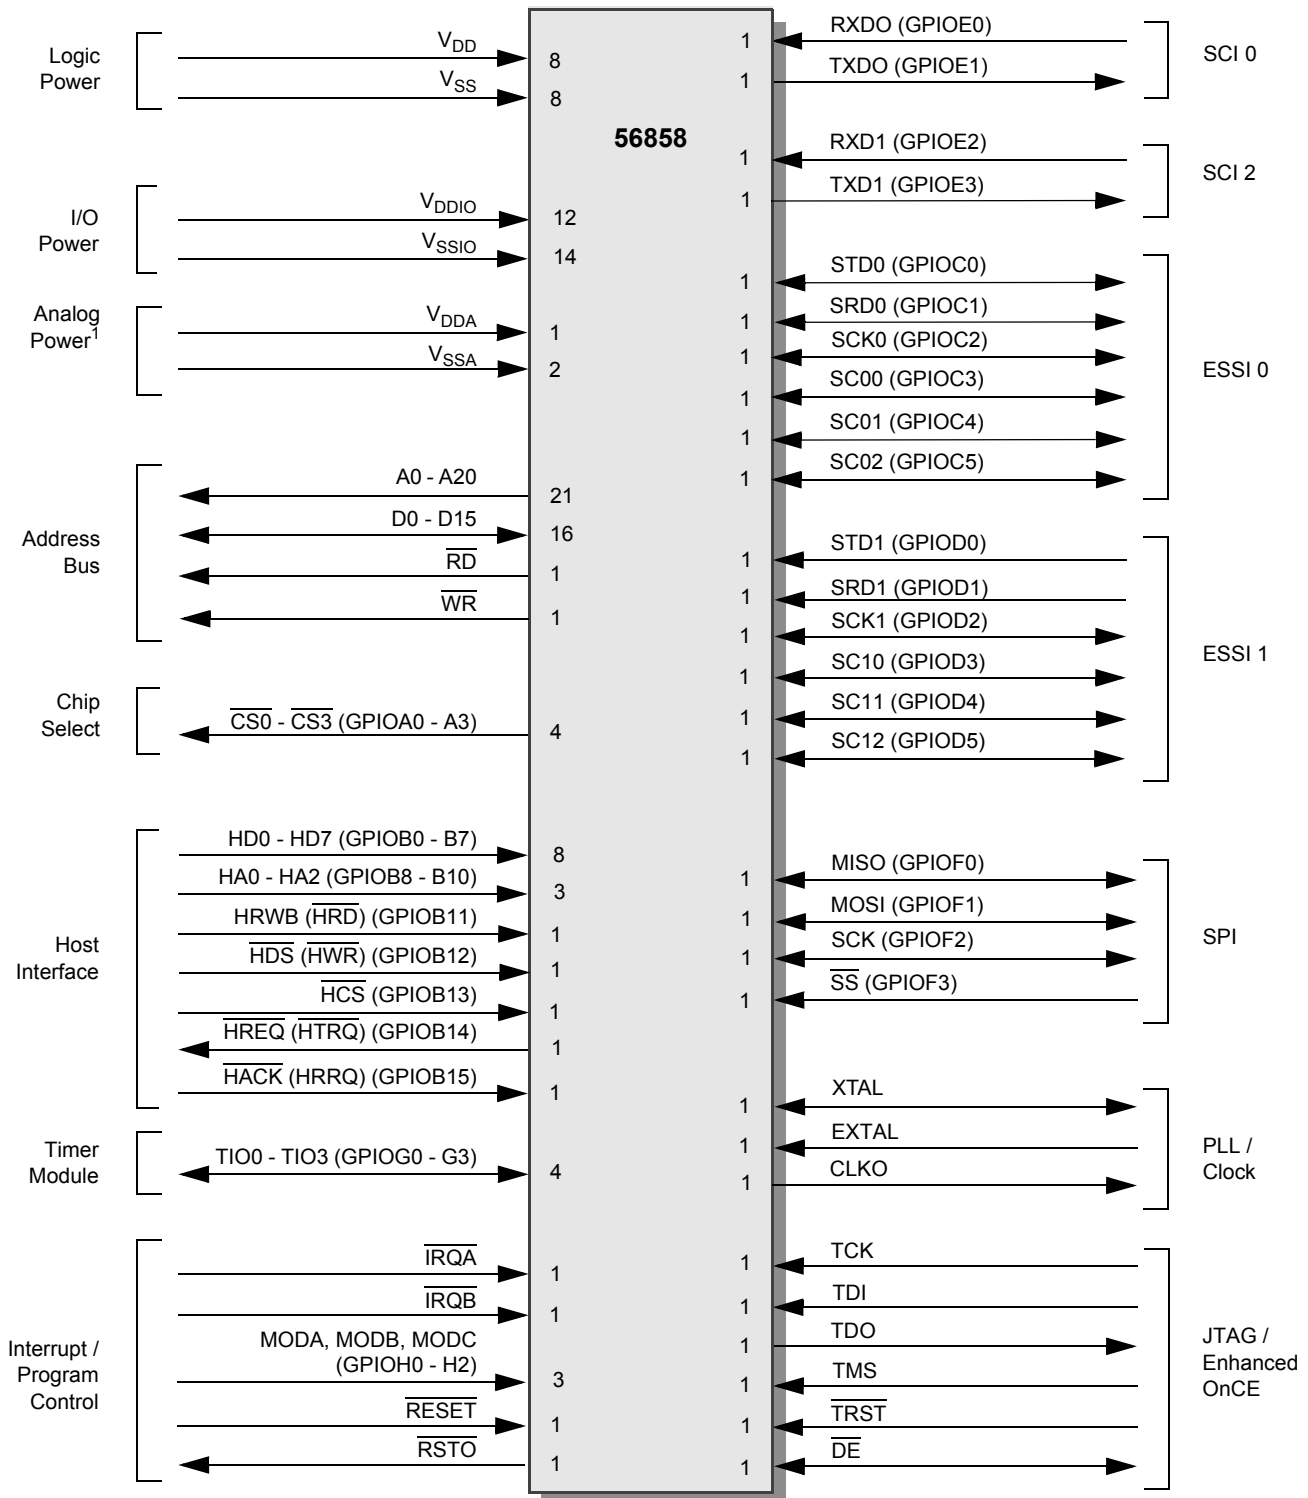 56858
Logic
Power
VDD
8
VSS
8
I/O
Power
VDDIO
12
VSSIO
14
Analog
Power1
VDDA
1
VSSA
2
Address
Bus
A0 - A20
21
D0 - D15
16
RD
1
WR
1
Chip
Select
CS0 - CS3 (GPIOA0 - A3)
4
Host
Interface
HD0 - HD7 (GPIOB0 - B7)
8
HA0 - HA2 (GPIOB8 - B10)
3
HRWB (HRD) (GPIOB11)
1
HDS (HWR) (GPIOB12)
1
HCS (GPIOB13)
1
HREQ (HTRQ) (GPIOB14)
1
HACK (HRRQ) (GPIOB15)
1
Timer
Module
TIO0 - TIO3 (GPIOG0 - G3)
4
Interrupt /
Program
Control
IRQA
1
IRQB
1
MODA, MODB, MODC
(GPIOH0 - H2)
3
RESET
1
RSTO
1
1
RXDO (GPIOE0)
1
TXDO (GPIOE1)
SCI 0
1
RXD1 (GPIOE2)
1
TXD1 (GPIOE3)
SCI 2
1
STD0 (GPIOC0)
1
SRD0 (GPIOC1)
1
SCK0 (GPIOC2)
1
SC00 (GPIOC3)
1
SC01 (GPIOC4)
1
SC02 (GPIOC5)
ESSI 0
1
STD1 (GPIOD0)
1
SRD1 (GPIOD1)
1
SCK1 (GPIOD2)
1
SC10 (GPIOD3)
1
SC11 (GPIOD4)
1
SC12 (GPIOD5)
ESSI 1
1
MISO (GPIOF0)
1
MOSI (GPIOF1)
1
SCK (GPIOF2)
1
SS (GPIOF3)
SPI
1
XTAL
1
EXTAL
1
CLKO
PLL /
Clock
1
TCK
1
TDI
1
TDO
1
TMS
1
TRST
1
DE
JTAG /
Enhanced
OnCE